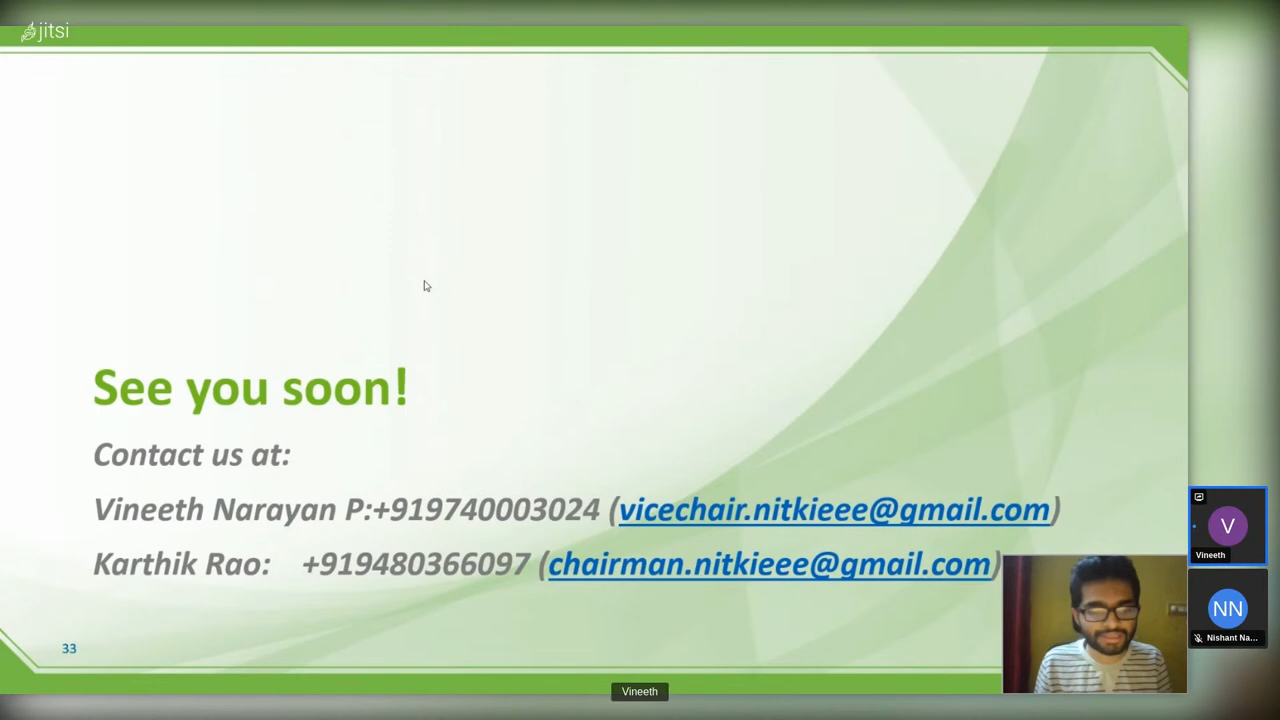 jitsi
See you soon!
Contact us at:
Vineeth Narayan P:+919740003024 (vicechair.nitkieee@gmail.com)
Karthik Rao: +919480366097 (chairman.nitkieee@gmail.com)
33
V
Vineeth
NN
Nishant Na...
Vineeth